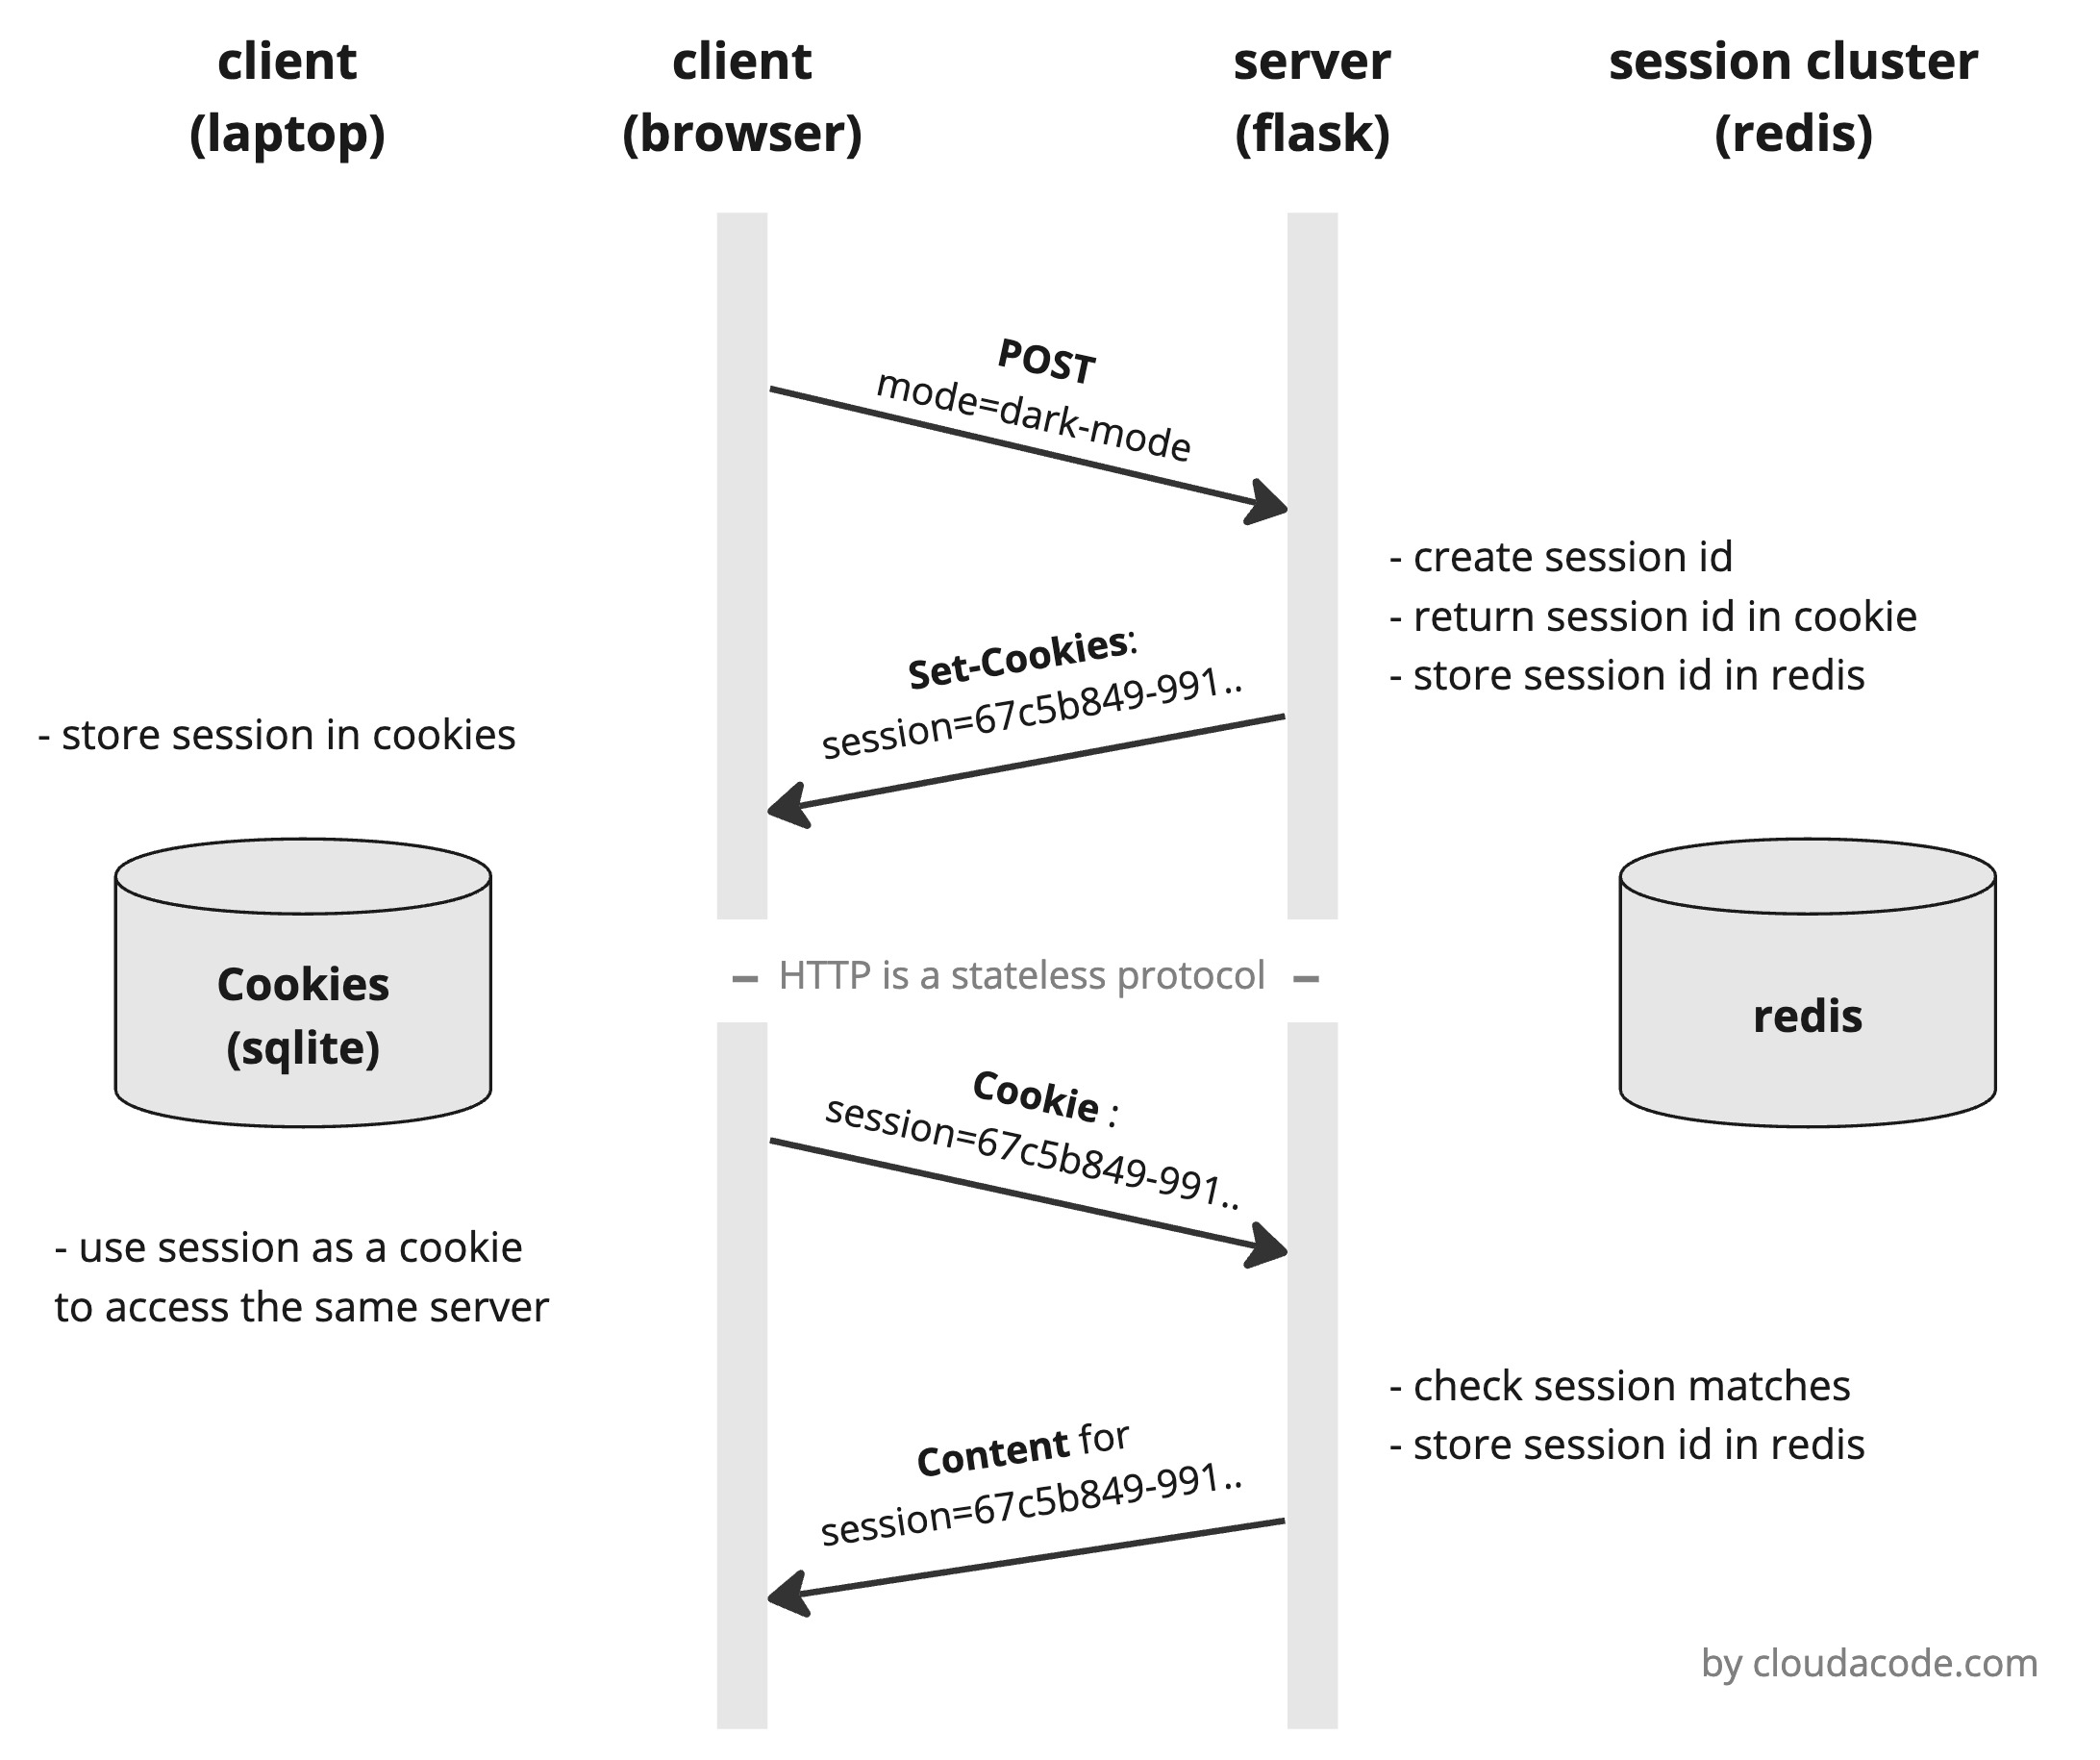 client
(laptop)
client
(browser)
server
(flask)
session cluster
(redis)
POST
mode=dark-mode
- create session id
- return session id in cookie
- store session id in redis
Set-Cookies:
session=67c5b849-991..
- store session in cookies
Cookies
(sqlite)
– HTTP is a stateless protocol –
redis
Cookie :
session=67c5b849-991..
- use session as a cookie
to access the same server
- check session matches
- store session id in redis
Content for
session=67c5b849-991..
by cloudacode.com